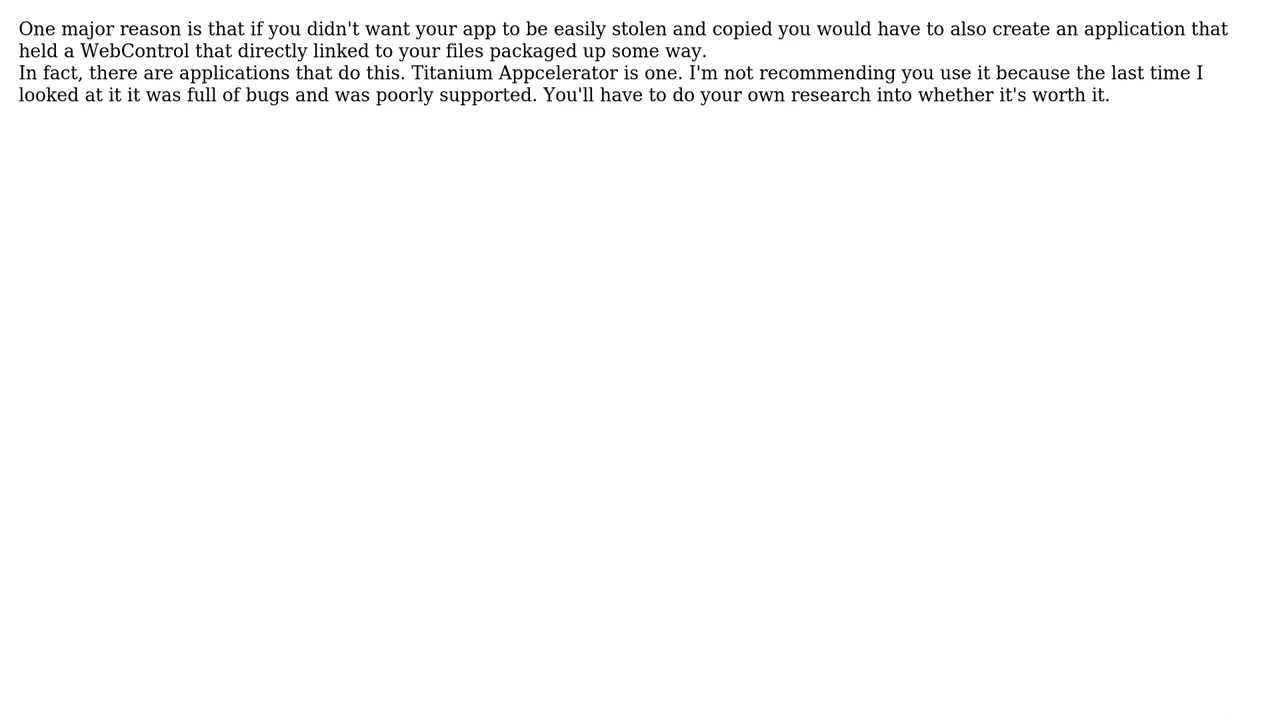 One major reason is that if you didn't want your app to be easily stolen and copied you would have to also create an application that
held a WebControl that directly linked to your files packaged up some way.
In fact, there are applications that do this. Titanium Appcelerator is one. I'm not recommending you use it because the last time I
looked at it it was full of bugs and was poorly supported. You'll have to do your own research into whether it's worth it.